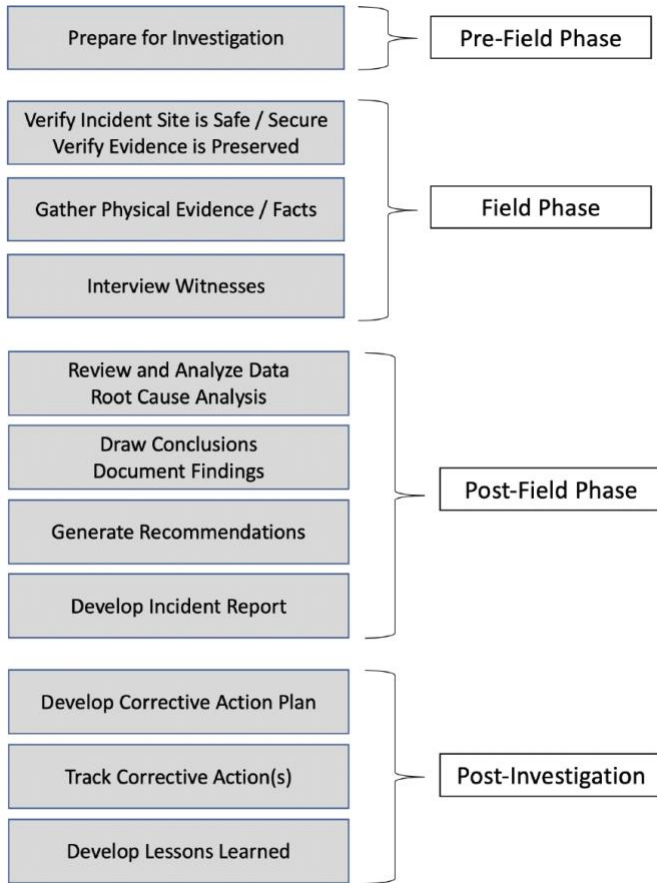 Prepare for Investigation
Pre-Field Phase
Verify Incident Site is Safe / Secure
Verify Evidence is Preserved
Gather Physical Evidence / Facts
Field Phase
Interview Witnesses
Review and Analyze Data
Root Cause Analysis
Draw Conclusions
Document Findings
Post-Field Phase
Generate Recommendations
Develop Incident Report
Develop Corrective Action Plan
Track Corrective Action(s)
Post-Investigation
Develop Lessons Learned